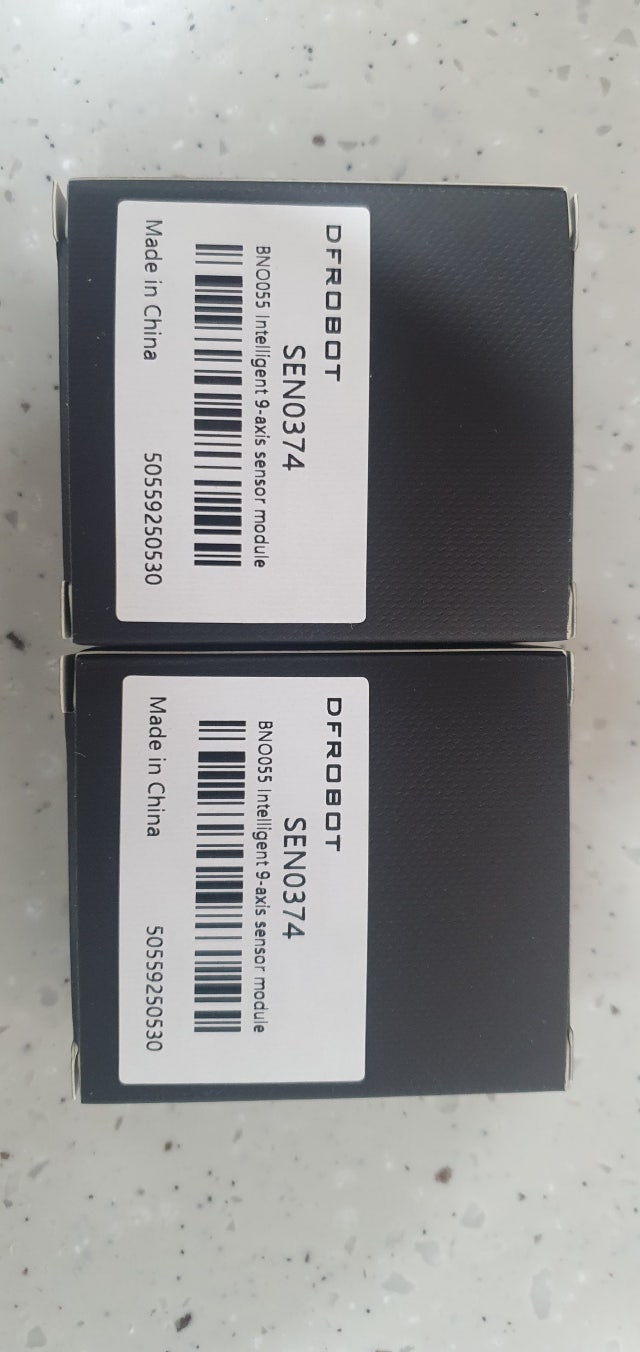 DFROBOT
SEN0374
BNO055 Intelligent 9-axis sensor module
Made in China 50559250530
DFROBOT
SEN0374
BNO055 Intelligent 9-axis sensor module
Made in China 50559250530